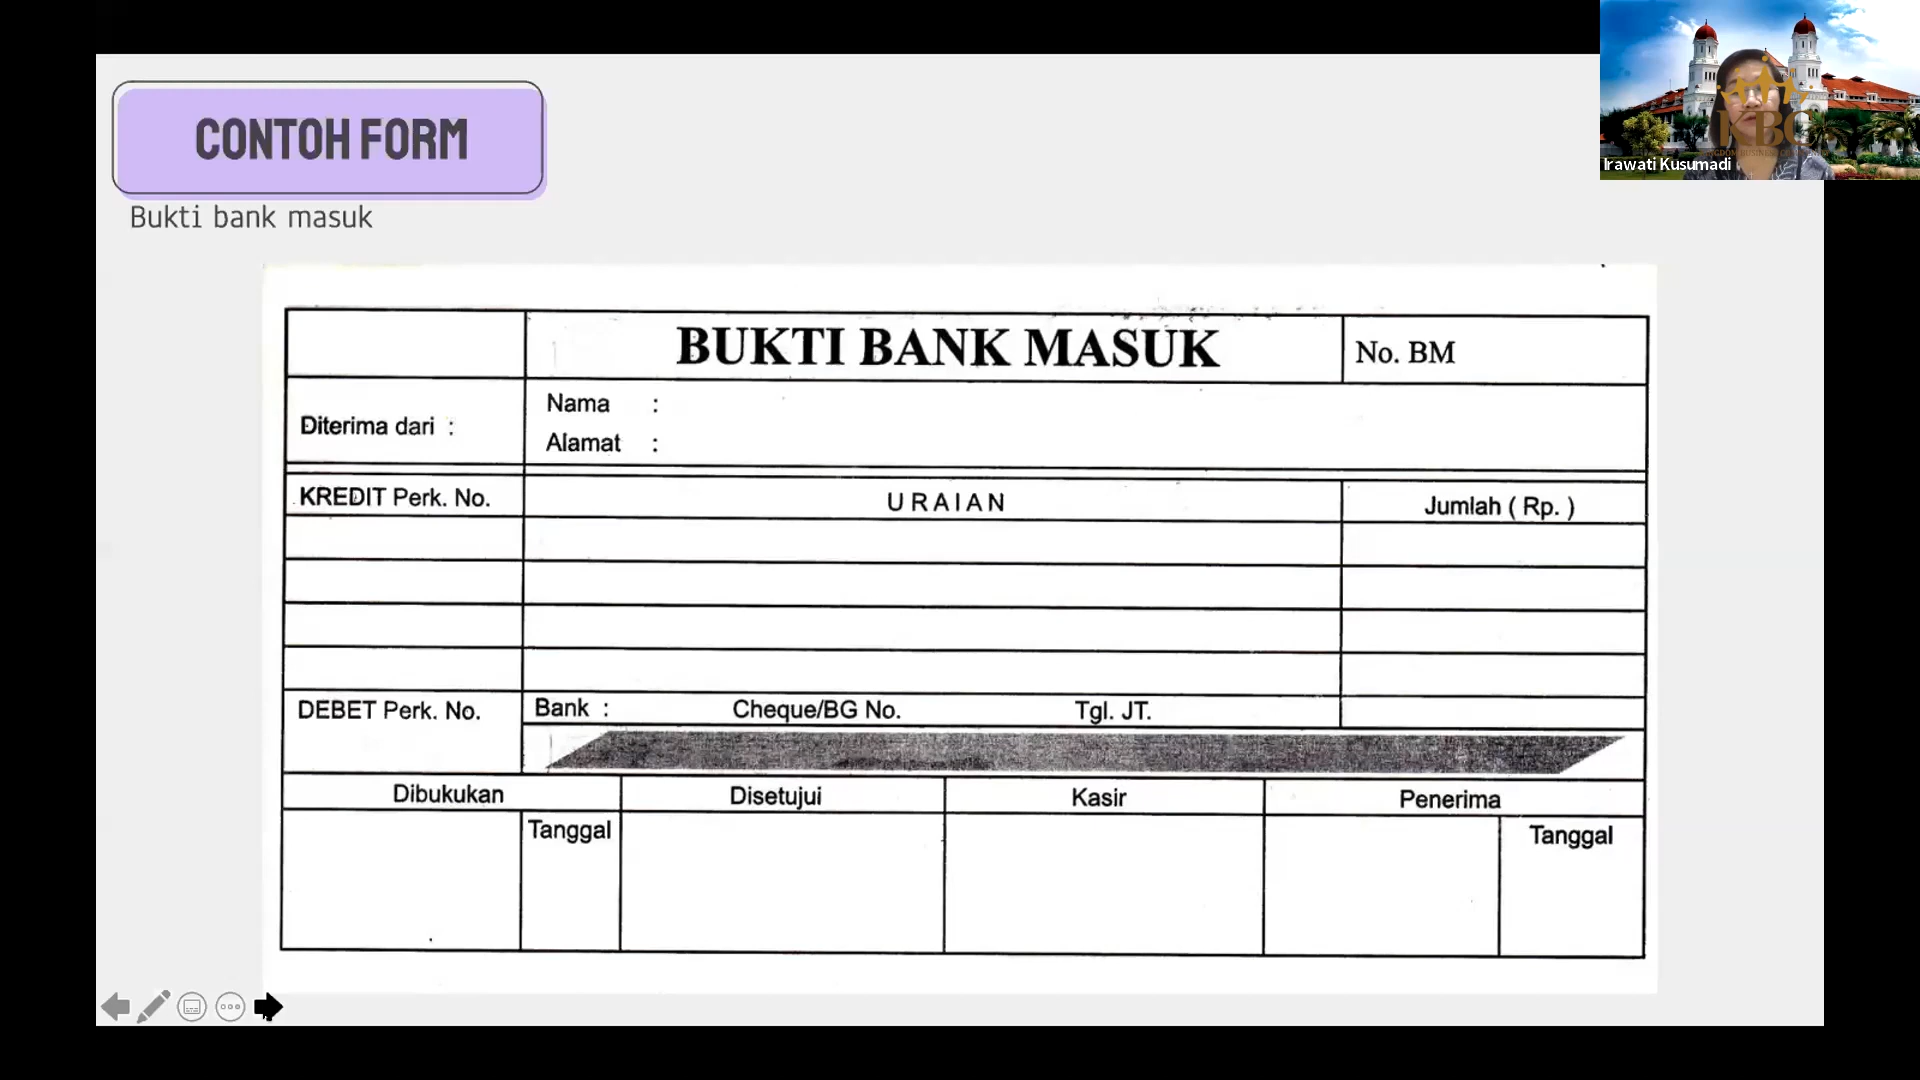 CONTOH FORM
Bukti bank masuk
KBC
Irawati Kusumadi
BUKTI BANK MASUK
No. BM
Diterima dari :
Nama :
Alamat :
KREDIT Perk. No.
URAIAN
Jumlah ( Rp. )
DEBET Perk. No.
Bank :
Cheque/BG No.
Tgl. JT.
Dibukukan
Disetujui
Kasir
Penerima
Tanggal
Tanggal